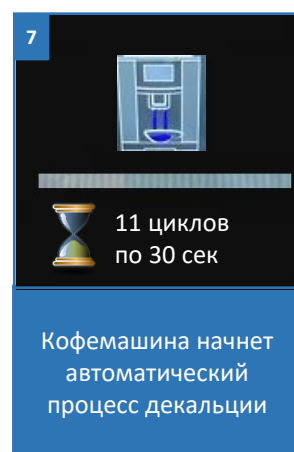 7
11 циклов
по 30 сек
Кофемашина начнет
автоматический
процесс декальции